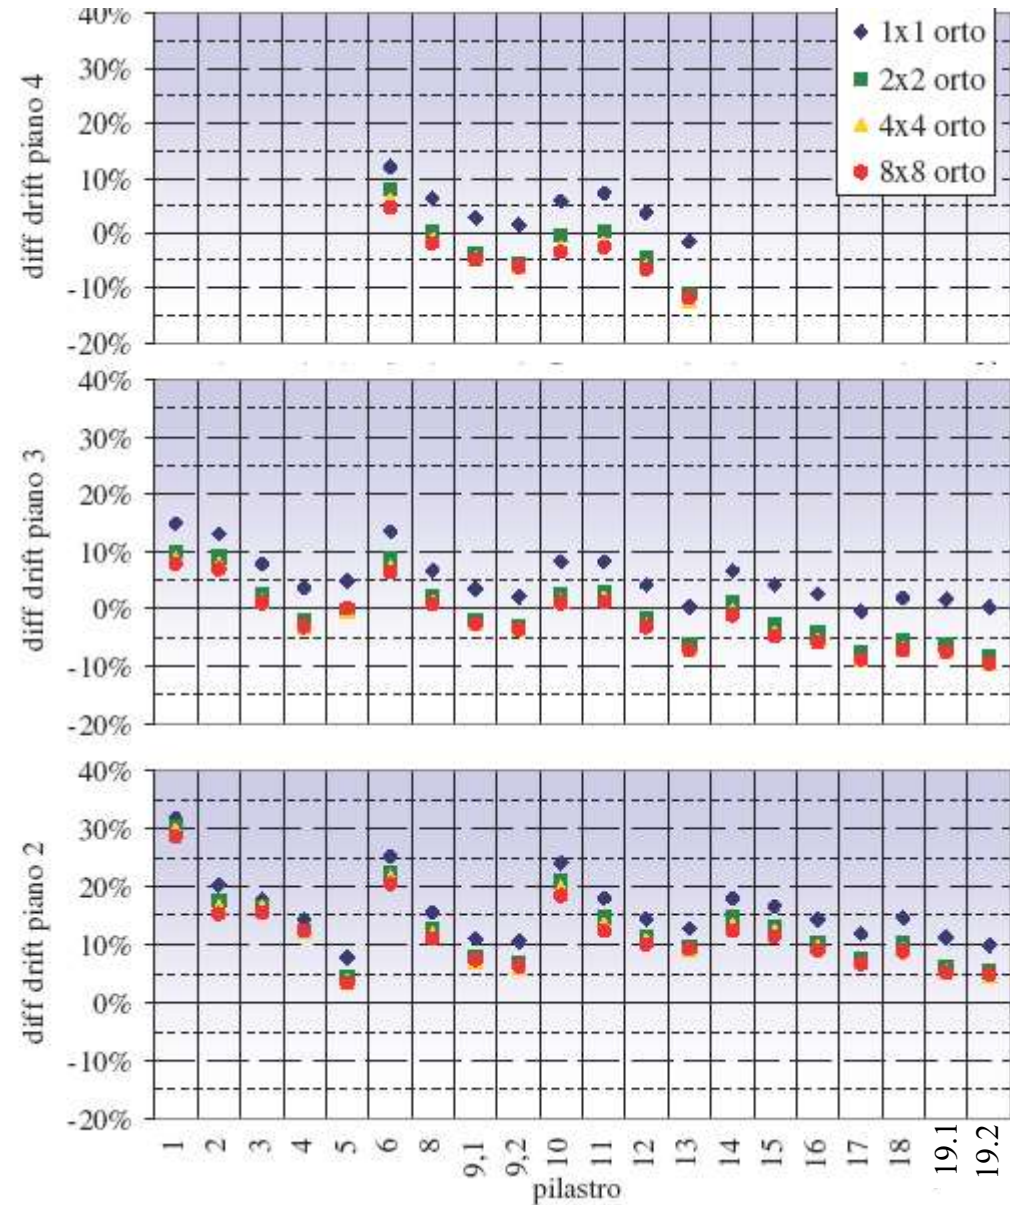 40%
30%
20%
10%
0%
-10%
-20%
diff drift piano 4
1x1 orto
2x2 orto
4x4 orto
8x8 orto
40%
30%
20%
10%
0%
-10%
-20%
diff drift piano 3
40%
30%
20%
10%
0%
-10%
-20%
diff drift piano 2
1 2 3 4 5 6 8 9,1 9,2 10 11 12 13 14 15 16 17 18 19.1 19.2
pilastro